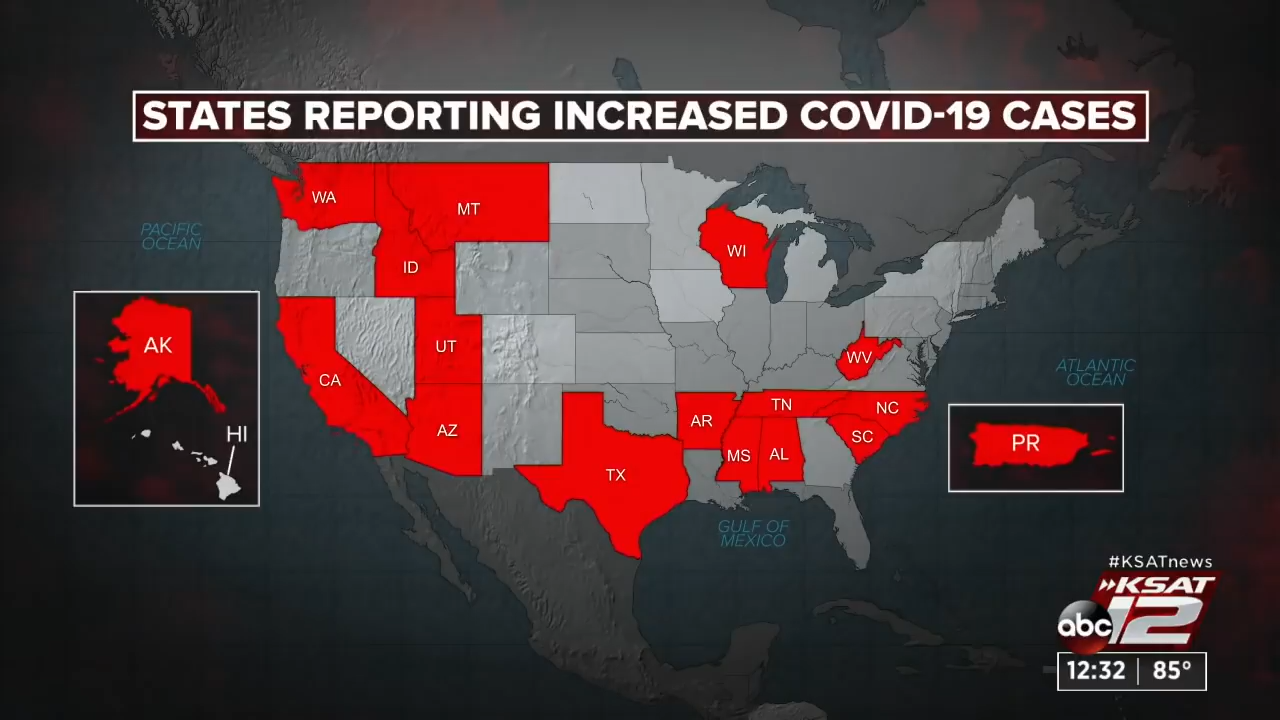 STATES REPORTING INCREASED COVID-19 CASES
WA
MT
PACIFIC
OCEAN
WI
ID
AK
UT
WV
CA
ATLANTIC
OCEAN
TN
NC
AR
AZ
SC
HI
PR
MS
AL
TX
GULF OF
MEXICO
#KSATnews
KSAT
abc 12
12:32 | 85°